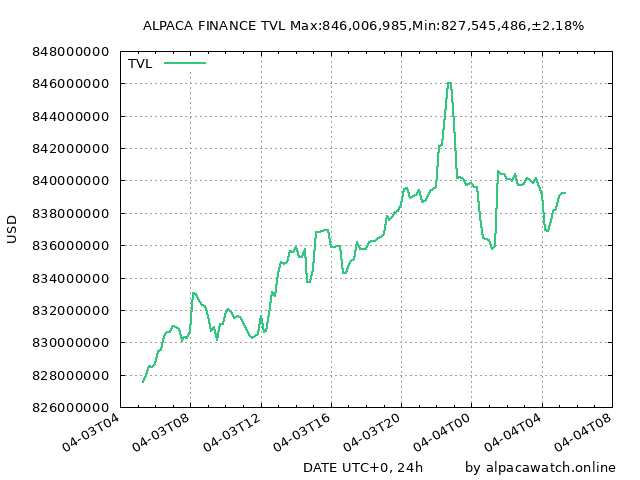 ALPACA FINANCE TVL Max:846,006,985,Min:827,545,486,±2.18%
848000000
TVL
846000000
844000000
842000000
840000000
838000000
USD
836000000
834000000
832000000
830000000
828000000
826000000
04-03T04 04-03T08 04-03T12 04-03T16 04-03T20 04-04T00 04-04T04 04-04T08
DATE UTC+0, 24h by alpacawatch.online